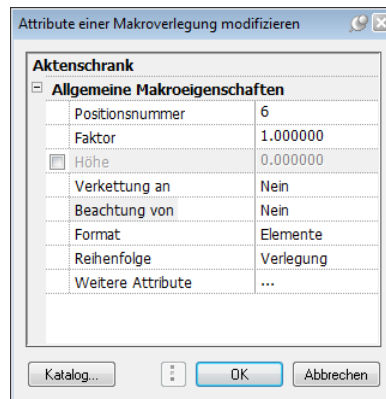 Attribute einer Makroverlegung modifizieren
Aktenschrank
Allgemeine Makroeigenschaften
Positionsnummer 6
Faktor 1.000000
Höhe 0.000000
Verkettung an Nein
Beachtung von Nein
Format Elemente
Reihenfolge Verlegung
Weitere Attribute ...
Katalog... OK Abbrechen